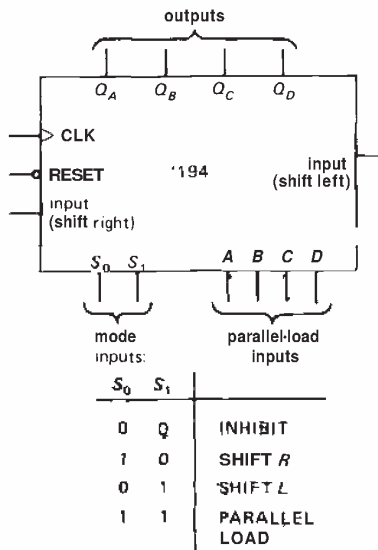 outputs
Q_A Q_B Q_C Q_D
CLK
RESET
'194
input
(shift left)
input
(shift right)
S_0 S_1
A B C D
mode
inputs:
parallel-load
inputs
S_0 S_1
0 0 INHIBIT
1 0 SHIFT R
0 1 SHIFT L
1 1 PARALLEL
LOAD